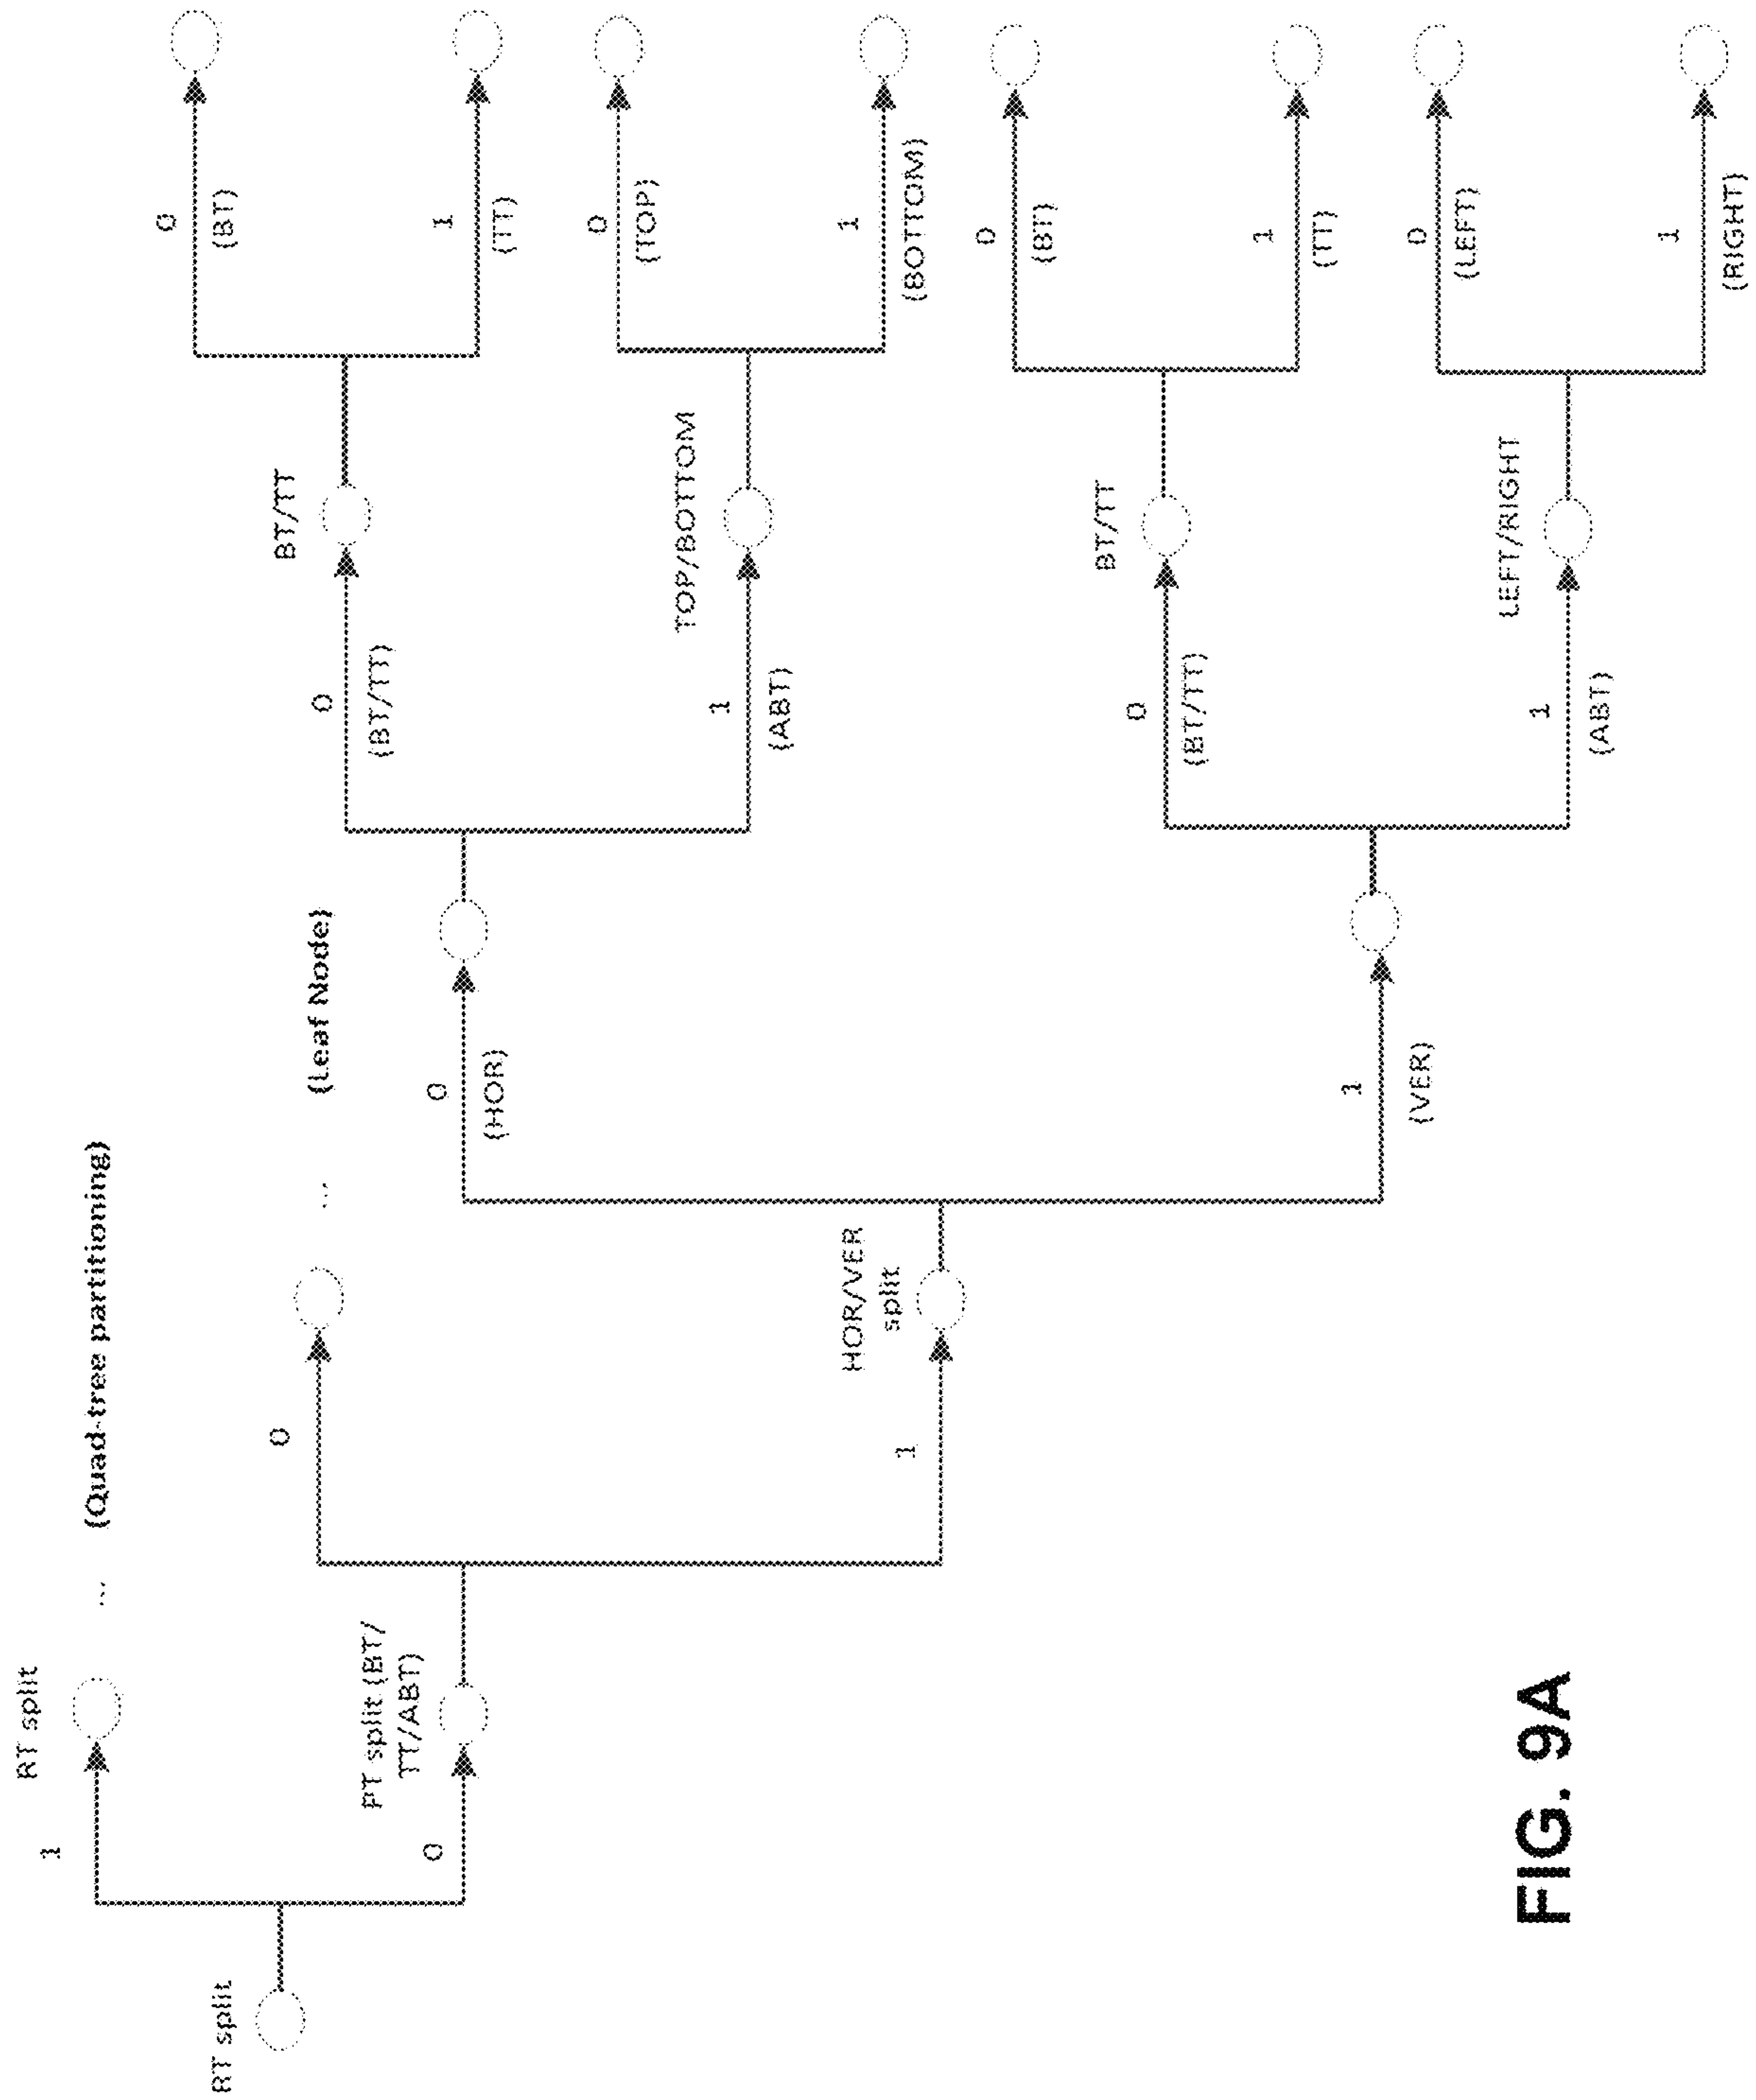 RT split
1
RT split
... (Quad-tree partitioning)
0
PT split (BT/
TT/ABT)
0
... (Leaf Node)
1
HOR/VER
split
0
(HOR)
1
(VER)
0
(BT/TT)
BT/TT
1
(ABT)
TOP/BOTTOM
0
(BT/TT)
BT/TT
1
(ABT)
LEFT/RIGHT
0
(BT)
1
(TT)
0
(TOP)
1
(BOTTOM)
0
(BT)
1
(TT)
0
(LEFT)
1
(RIGHT)
FIG. 9A